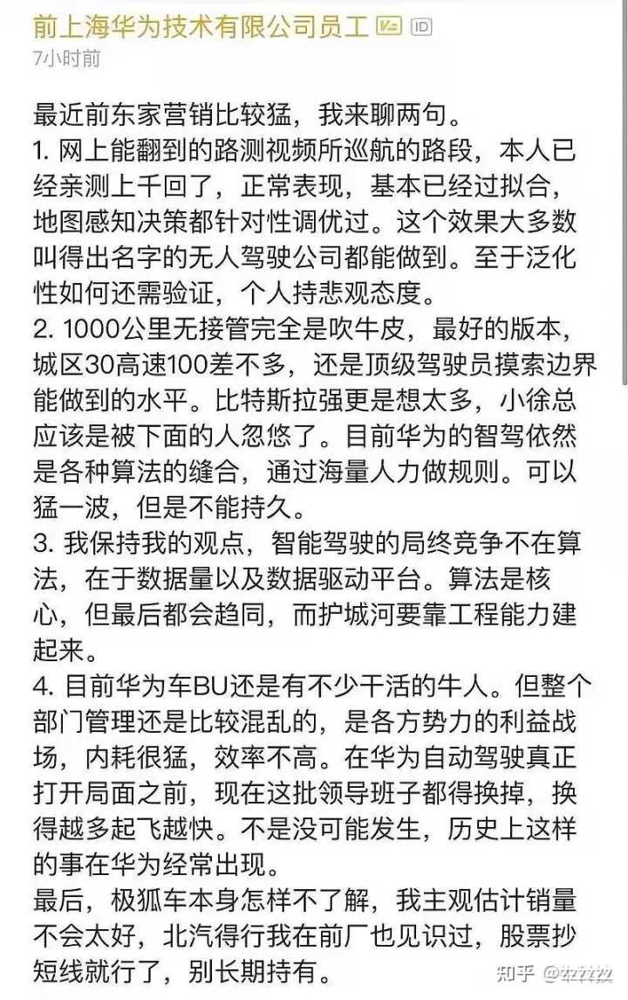 前上海华为技术有限公司员工 V ID
7小时前
最近前东家营销比较猛，我来聊两句。
1. 网上能翻到的路测视频所巡航的路段，本人已
经亲测上千回了，正常表现，基本已经过拟合，
地图感知决策都针对性调优过。这个效果大多数
叫得出名字的无人驾驶公司都能做到。至于泛化
性如何还需验证，个人持悲观态度。
2. 1000公里无接管完全是吹牛皮，最好的版本，
城区30高速100差不多，还是顶级驾驶员摸索边界
能做到的水平。比特斯拉强更是想太多，小徐总
应该是被下面的人忽悠了。目前华为的智驾依然
是各种算法的缝合，通过海量人力做规则。可以
猛一波，但是不能持久。
3. 我保持我的观点，智能驾驶的局终竞争不在算
法，在于数据量以及数据驱动平台。算法是核
心，但最后都会趋同，而护城河要靠工程能力建
起来。
4. 目前华为车BU还是有不少干活的牛人。但整个
部门管理还是比较混乱的，是各方势力的利益战
场，内耗很猛，效率不高。在华为自动驾驶真正
打开局面之前，现在这批领导班子都得换掉，换
得越多起飞越快。不是没可能发生，历史上这样
的事在华为经常出现。
最后，极狐车本身怎样不了解，我主观估计销量
不会太好，北汽得行我在前厂也见识过，股票抄
短线就行了，别长期持有。
知乎